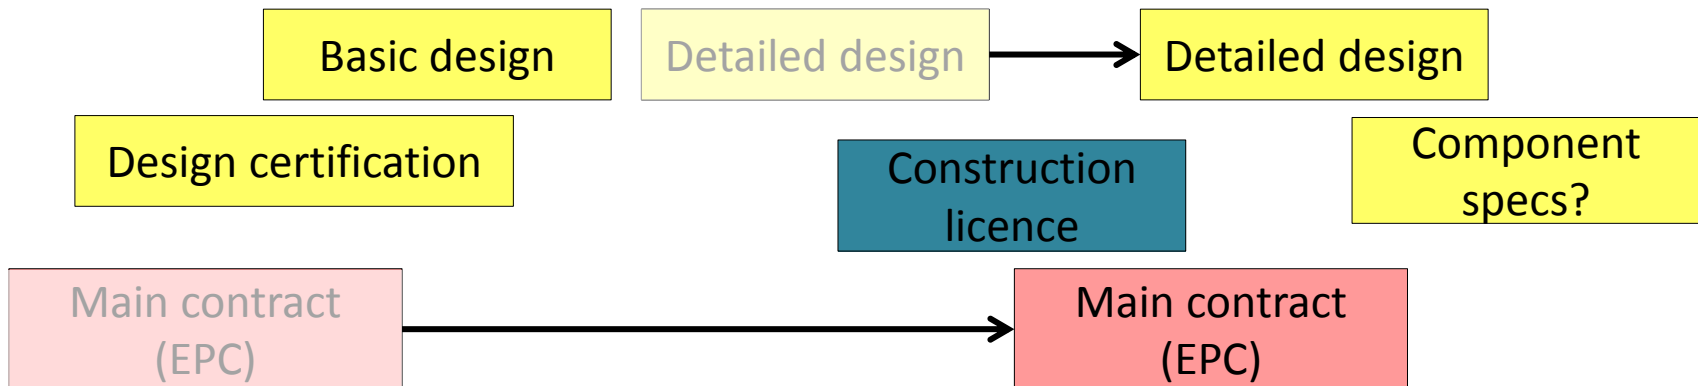 Basic design
Detailed design
Detailed design
Design certification
Construction
licence
Component
specs?
Main contract
(EPC)
Main contract
(EPC)